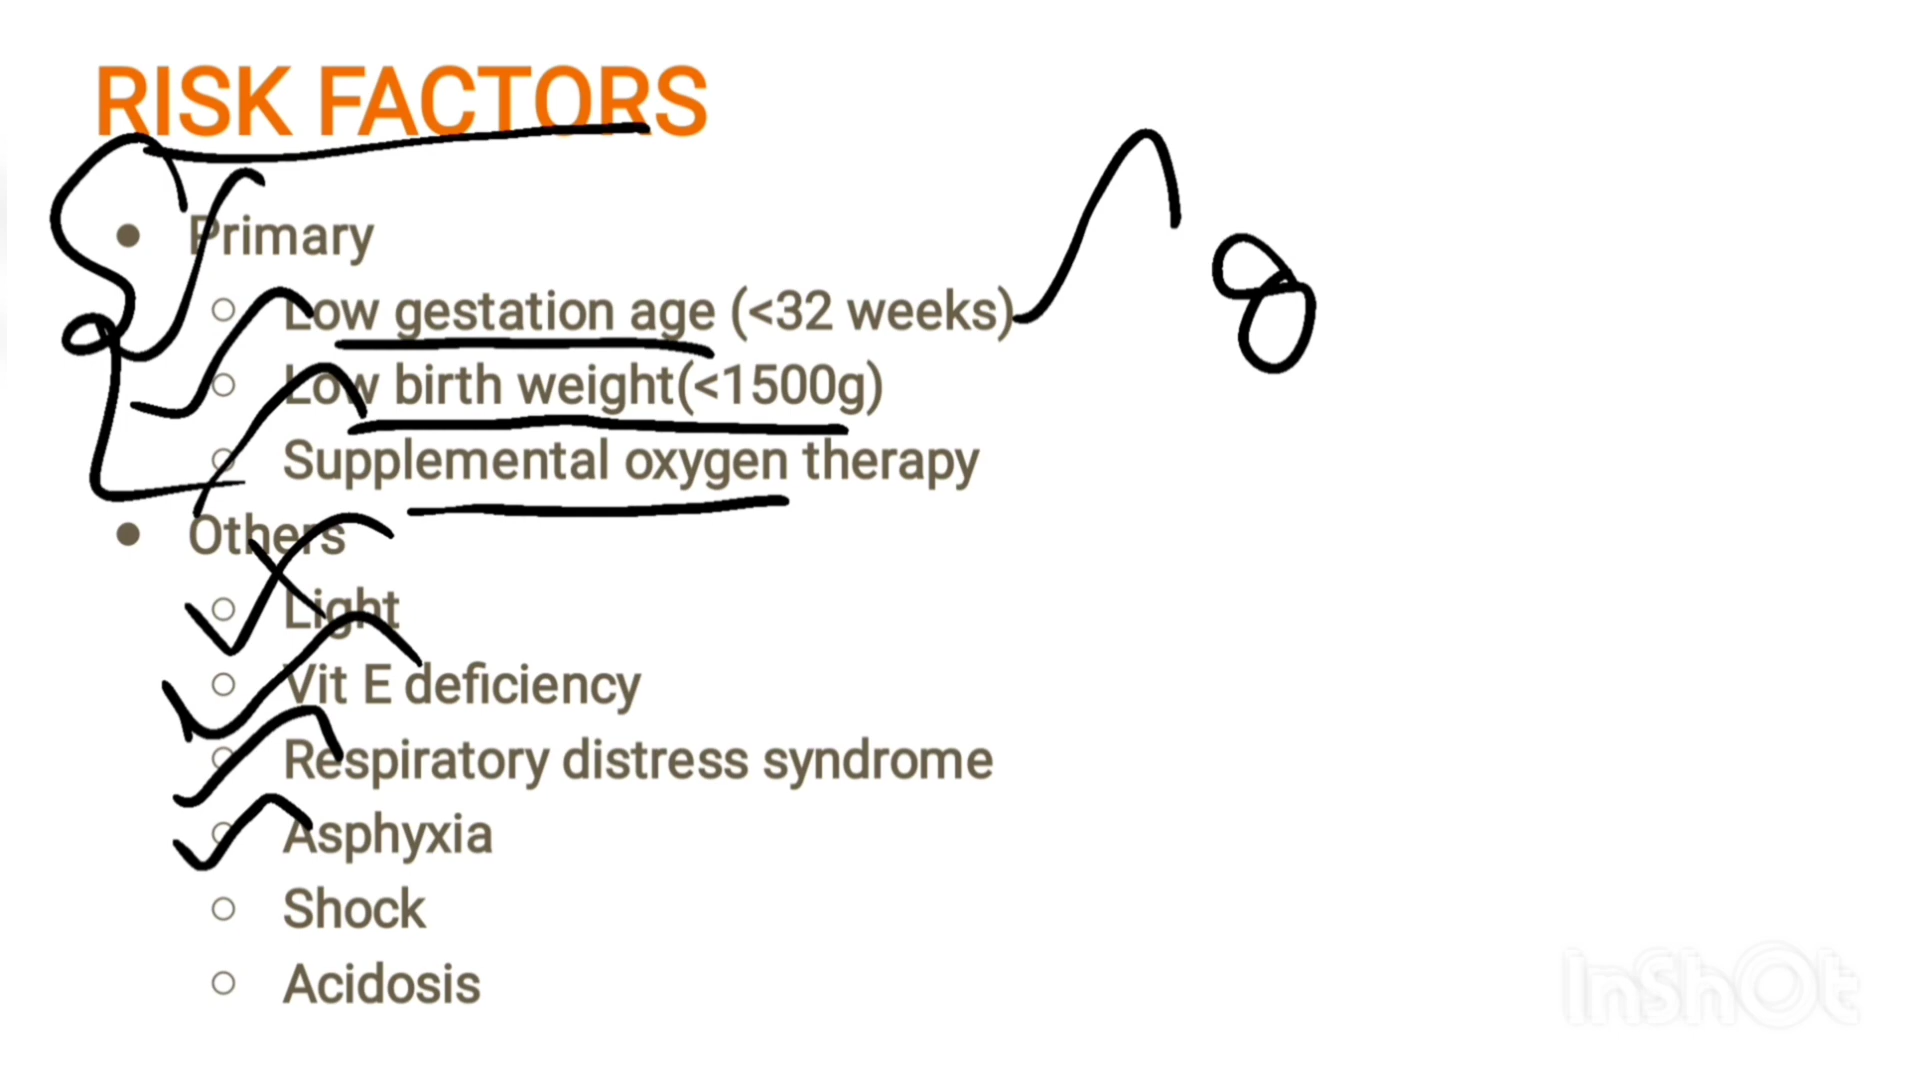 RISK FACTORS
● Primary
○ Low gestation age (<32 weeks)
8
○ Low birth weight(<1500g)
○ Supplemental oxygen therapy
● Others
○ Light
○ Vit E deficiency
○ Respiratory distress syndrome
○ Asphyxia
○ Shock
○ Acidosis
InShOt